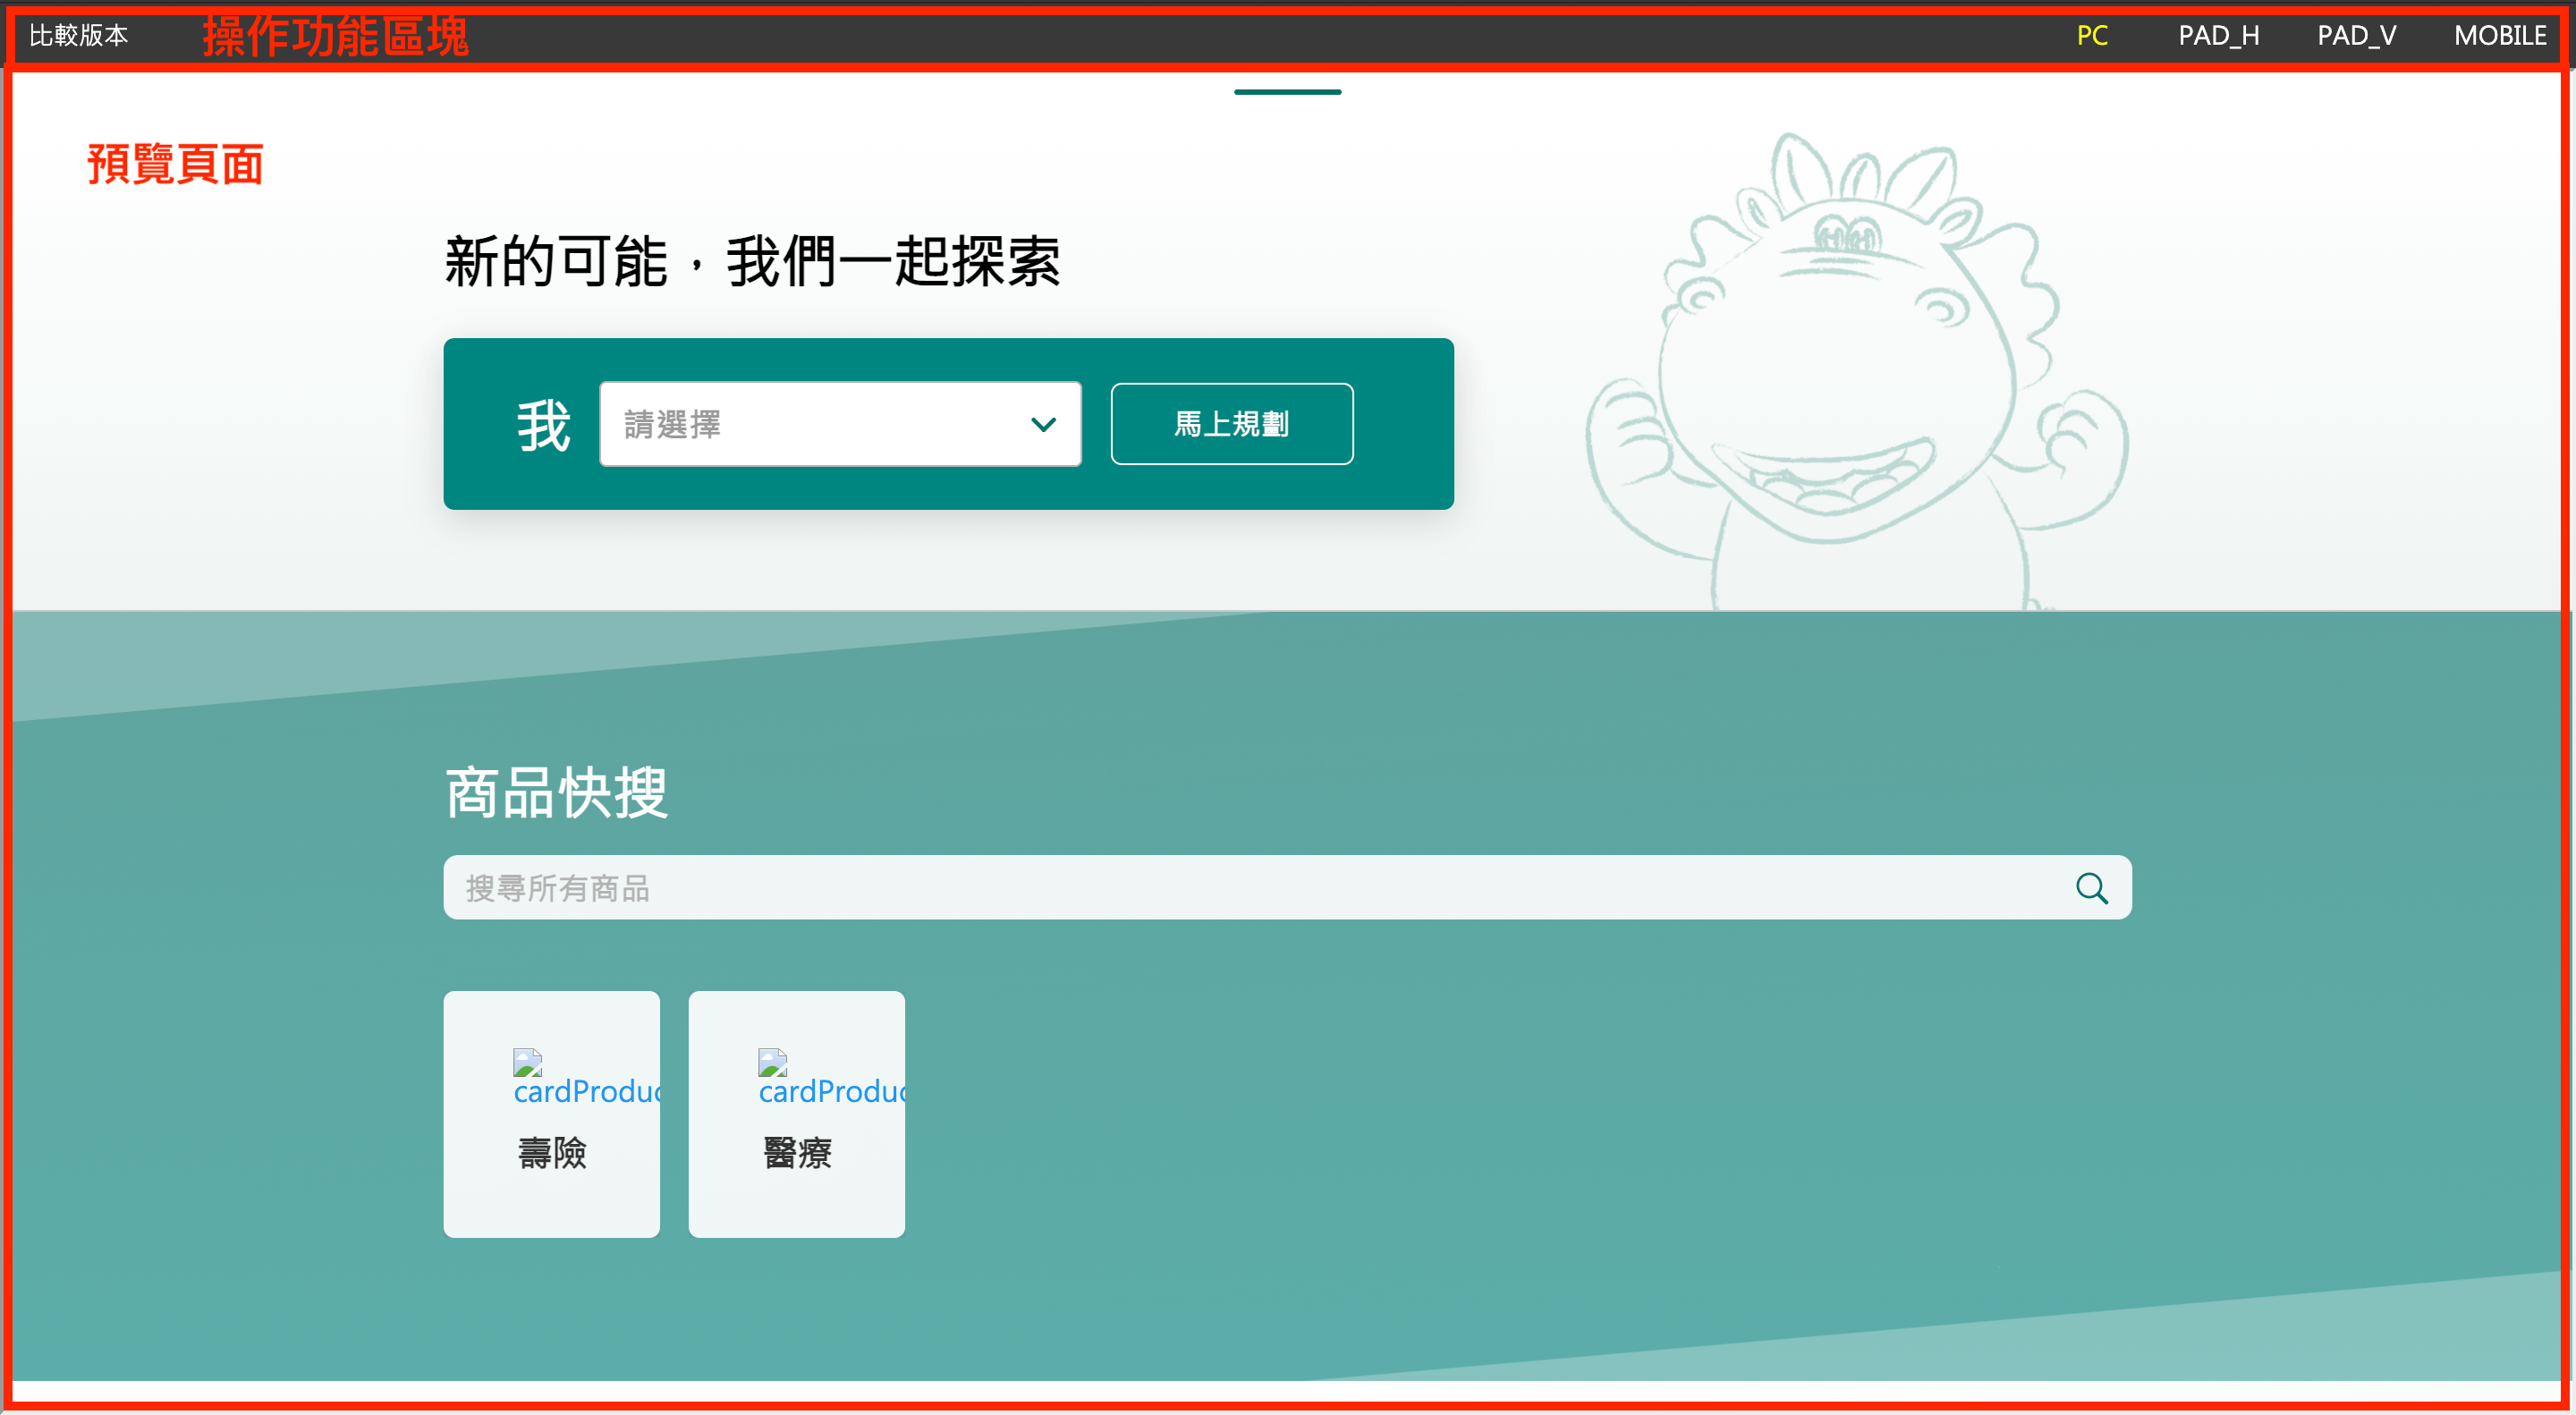 比較版本 操作功能區塊 PC PAD_H PAD_V MOBILE
預覽頁面
新的可能，我們一起探索
我 請選擇 馬上規劃
商品快搜
搜尋所有商品
cardProduc cardProduc
壽險 醫療